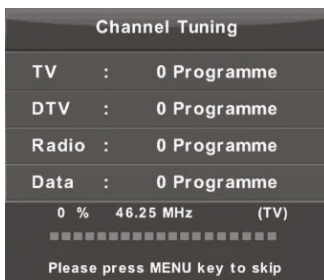 Channel Tuning
TV : 0 Programme
DTV : 0 Programme
Radio : 0 Programme
Data : 0 Programme
0 % 46.25 MHz (TV)
Please press MENU key to skip